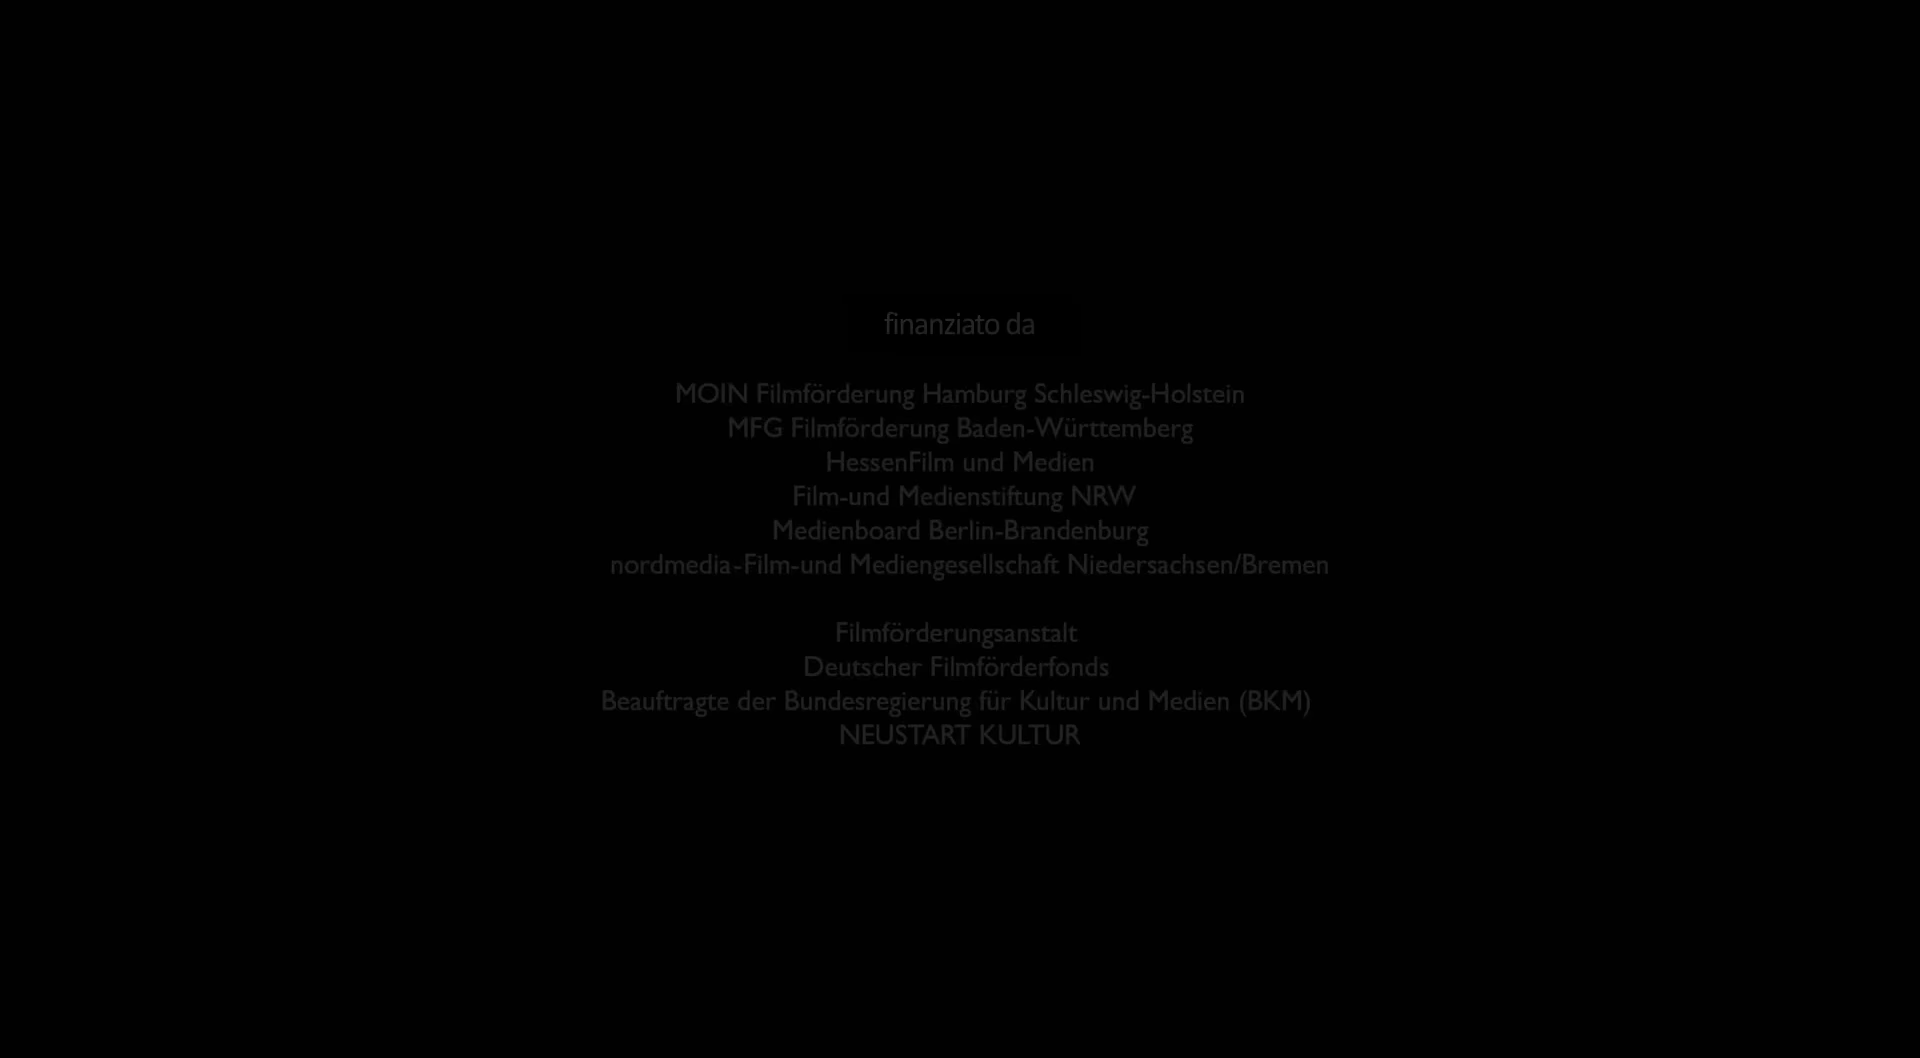 finanziato da
MOIN Filmförderung Hamburg Schleswig-Holstein
MFG Filmförderung Baden-Württemberg
HessenFilm und Medien
Film-und Medienstiftung NRW
Medienboard Berlin-Brandenburg
nordmedia-Film-und Mediengesellschaft Niedersachsen/Bremen
Filmförderungsanstalt
Deutscher Filmförderfonds
Beauftragte der Bundesregierung für Kultur und Medien (BKM)
NEUSTART KULTUR